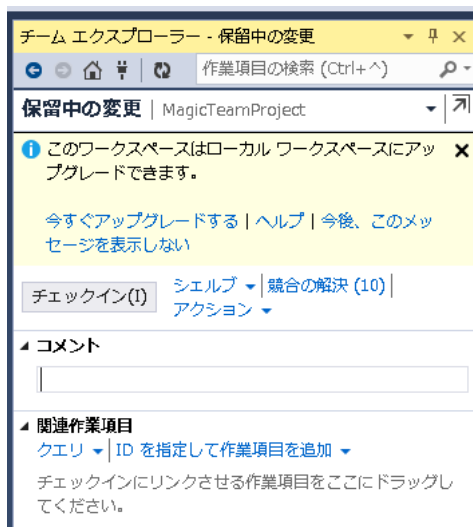 チーム エクスプローラー - 保留中の変更
作業項目の検索 (Ctrl+^)
保留中の変更 | MagicTeamProject
このワークスペースはローカル ワークスペースにアッ
プグレードできます。
今すぐアップグレードする | ヘルプ | 今後、このメッ
セージを表示しない
チェックイン(I)
シェルブ | 競合の解決 (10) |
アクション
コメント
関連作業項目
クエリ | ID を指定して作業項目を追加
チェックインにリンクさせる作業項目をここにドラッグし
てください。